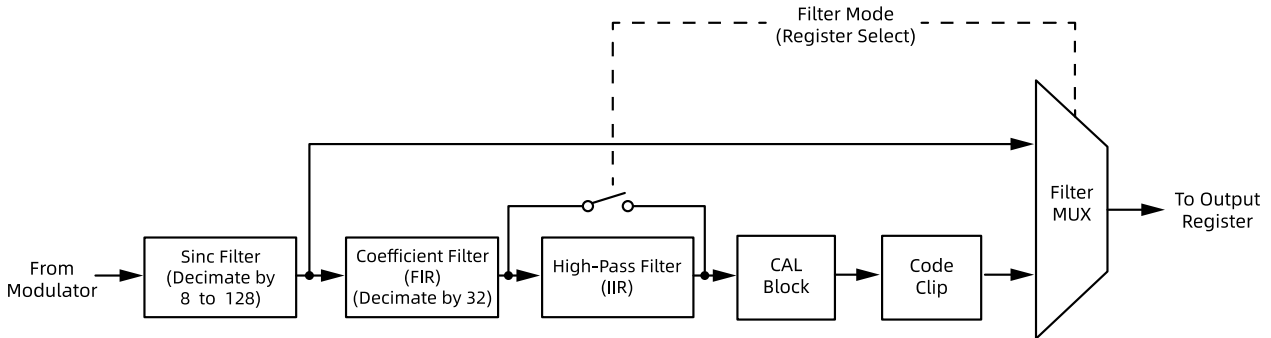 Filter Mode
(Register Select)
Filter
MUX
To Output
Register
From
Modulator
Sinc Filter
(Decimate by
8 to 128)
Coefficient Filter
(FIR)
(Decimate by 32)
High-Pass Filter
(IIR)
CAL
Block
Code
Clip